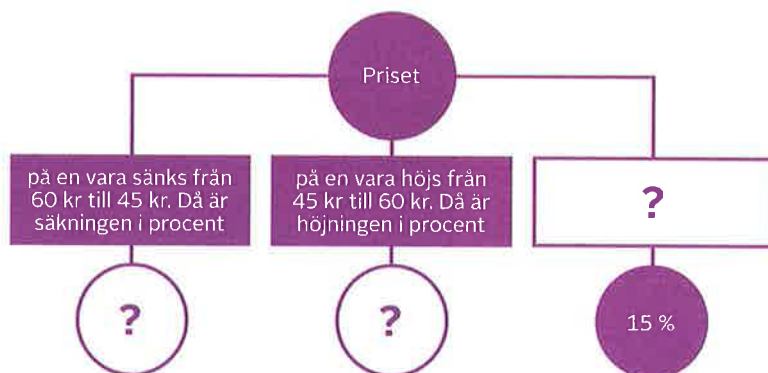 Priset
på en vara sänks från
60 kr till 45 kr. Då är
säkningen i procent
på en vara höjs från
45 kr till 60 kr. Då är
höjningen i procent
?
?
?
15 %